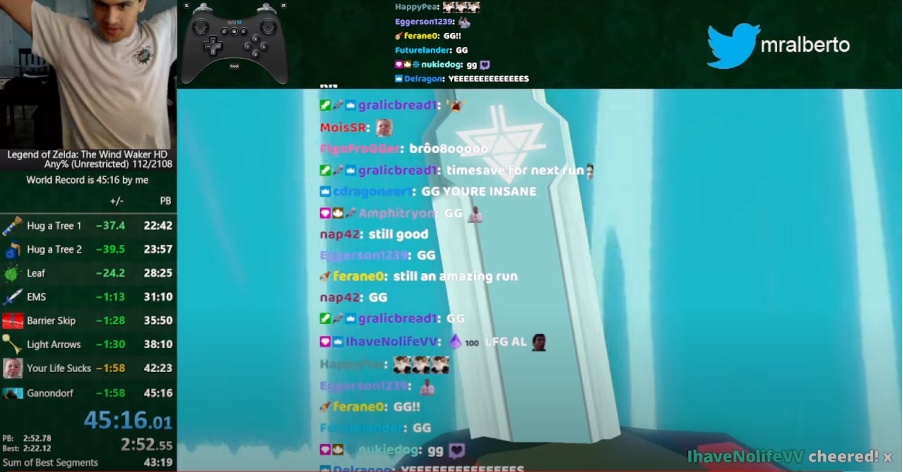 HappyPea:
Eggerson1239:
ferane0: GG!!
Futurelander: GG
nukiedog: gg
Delragon: YEEEEEEEEEEEEES
mralberto
Wii U
Legend of Zelda: The Wind Waker HD
Any% (Unrestricted) 112/2108
World Record is 45:16 by me
+/- PB
Hug a Tree 1 −37.4 22:42
Hug a Tree 2 −39.5 23:57
Leaf −24.2 28:25
EMS −1:13 31:10
Barrier Skip −1:28 35:50
Light Arrows −1:30 38:10
Your Life Sucks −1:58 42:23
Ganondorf −1:58 45:16
45:16.01
PB: 2:52.78
Best: 2:22.12
2:52.55
Sum of Best Segments 43:19
gralicbread1:
MoisSR:
FigoFroGGer: brôo8ooooo
gralicbread1: timesave for next run
cdragoneer1: GG YOURE INSANE
Amphitryon: GG
nap42: still good
Eggerson1239: GG
ferane0: still an amazing run
nap42: GG
gralicbread1: GG
IhaveNolifeVV: 100 LFG AL
HappyPea:
Eggerson1239:
ferane0: GG!!
Futurelander: GG
nukiedog: gg
Delragon: YEEEEEEEEEEEEES
IhaveNolifeVV cheered! x